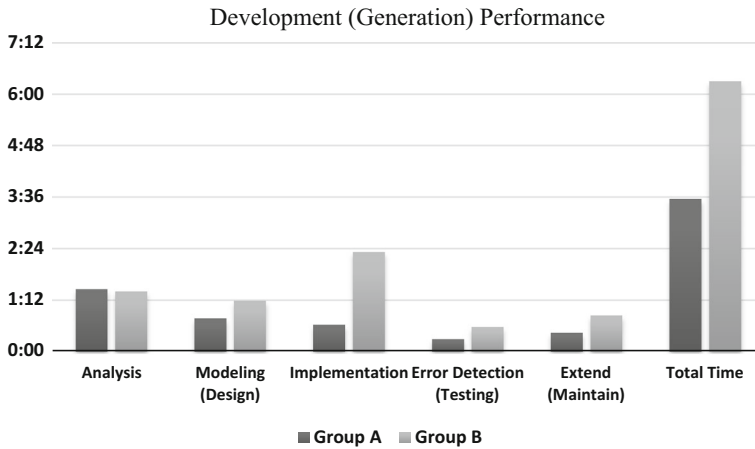 Development (Generation) Performance
7:12
6:00
4:48
3:36
2:24
1:12
0:00
Analysis
Modeling
(Design)
Implementation
Error Detection
(Testing)
Extend
(Maintain)
Total Time
Group A
Group B